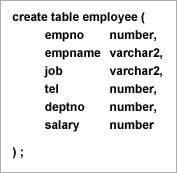 create table employee (
empno number,
empname varchar2,
job varchar2,
tel number,
deptno number,
salary number
) ;